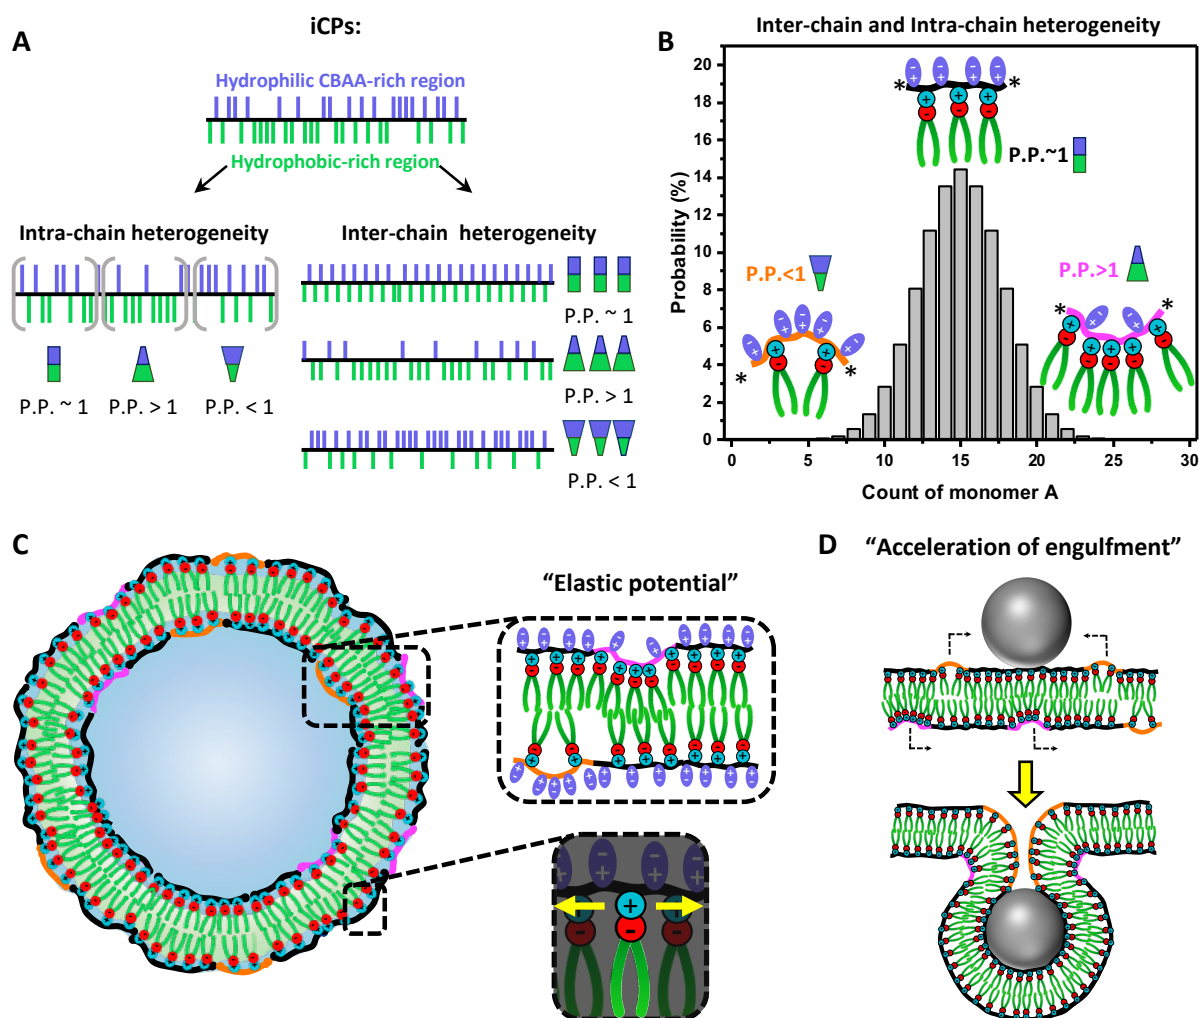 A
iCPs:
Hydrophilic CBAA-rich region
Hydrophobic-rich region
Intra-chain heterogeneity
P.P. ~ 1
P.P. > 1
P.P. < 1
Inter-chain heterogeneity
P.P. ~ 1
P.P. > 1
P.P. < 1
B
Inter-chain and Intra-chain heterogeneity
Probability (%)
20
18
16
14
12
10
8
6
4
2
0
0
5
10
15
20
25
30
Count of monomer A
* *
P.P.~1
P.P.<1
* *
P.P.>1
* *
C
"Elastic potential"
D
"Acceleration of engulfment"